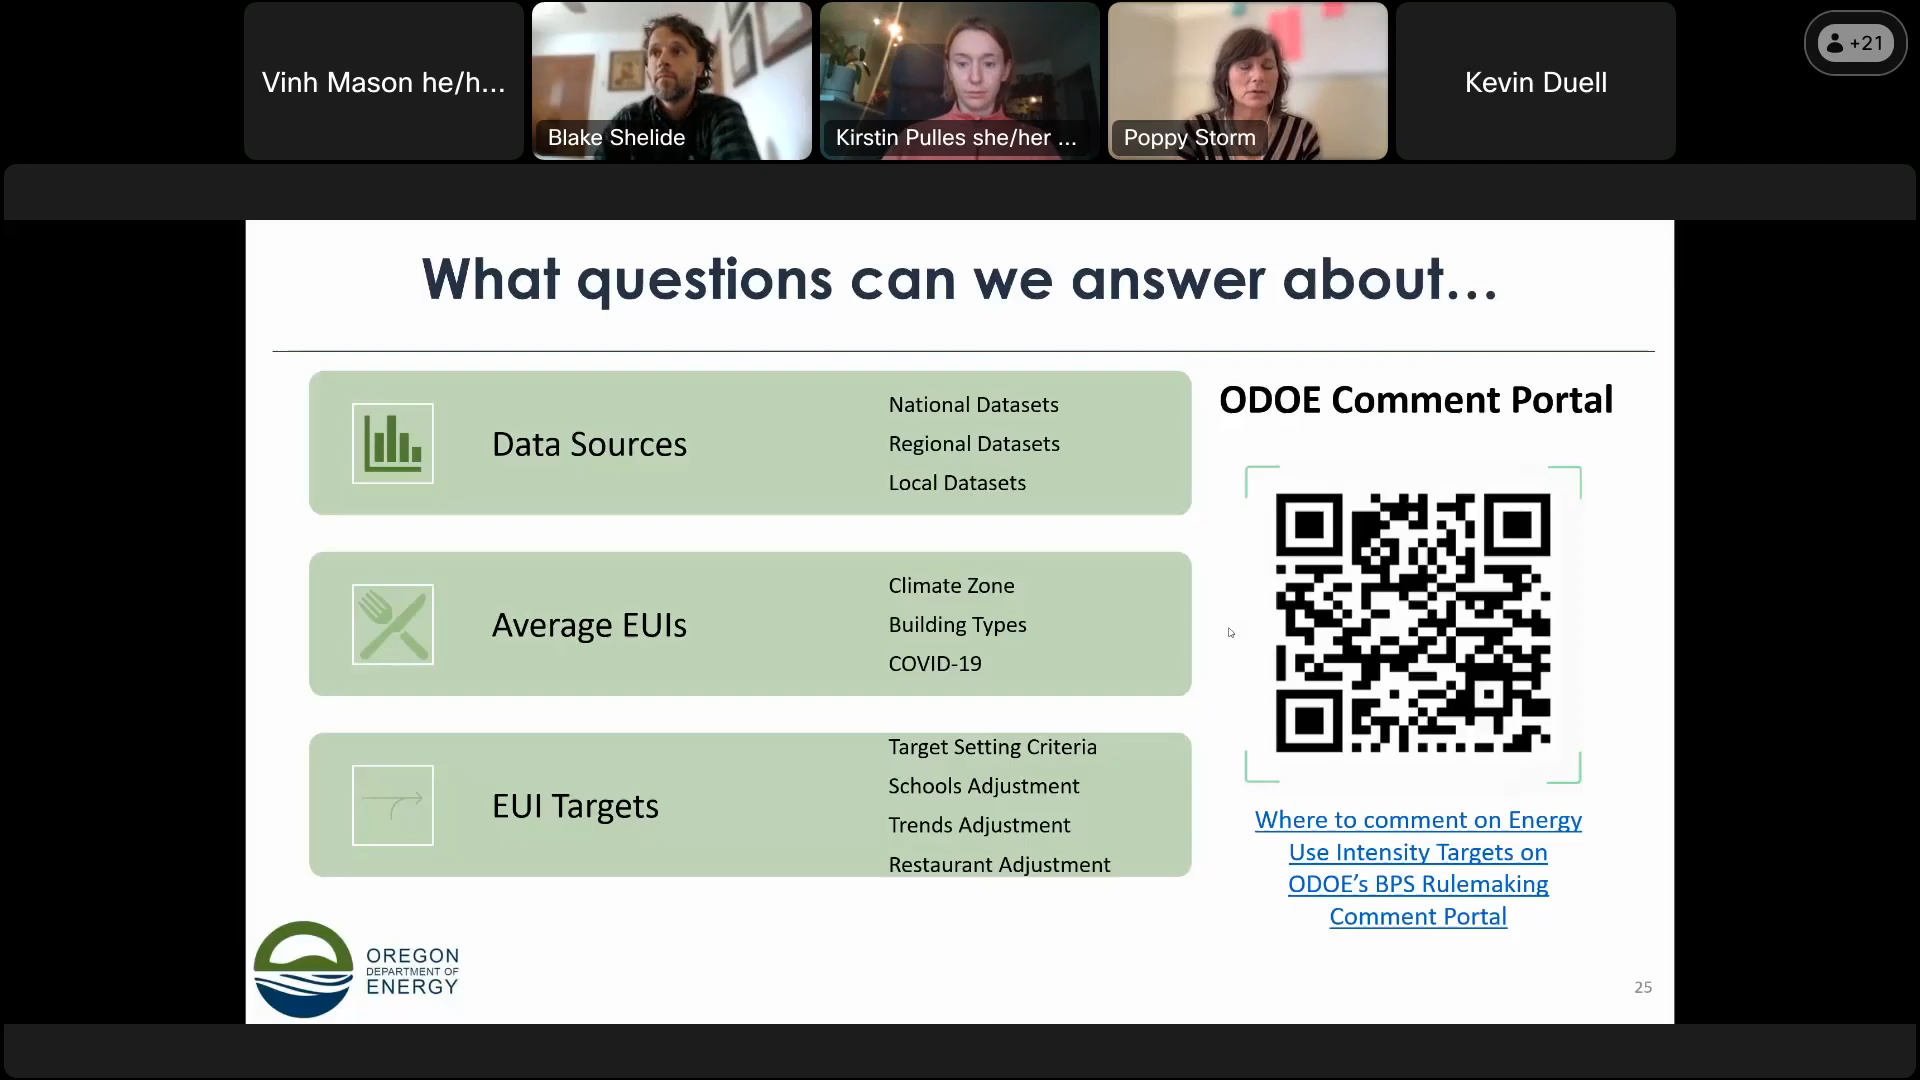 Vinh Mason he/h...
Blake Shelide
Kirstin Pulles she/her ...
Poppy Storm
Kevin Duell
+21
What questions can we answer about...
Data Sources
National Datasets
Regional Datasets
Local Datasets
Average EUIs
Climate Zone
Building Types
COVID-19
EUI Targets
Target Setting Criteria
Schools Adjustment
Trends Adjustment
Restaurant Adjustment
ODOE Comment Portal
Where to comment on Energy
Use Intensity Targets on
ODOE’s BPS Rulemaking
Comment Portal
OREGON
DEPARTMENT OF
ENERGY
25